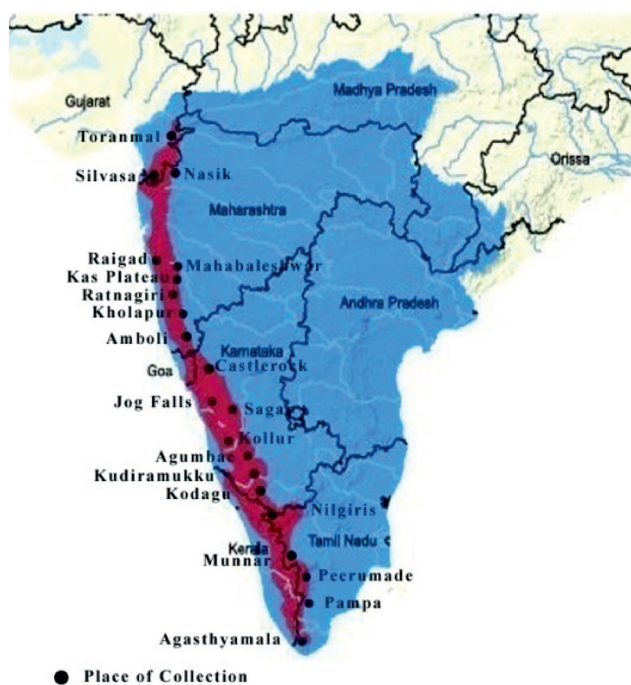 Madhya Pradesh
Gujarat
Toranmal
Orissa
Silvasa
Nasik
Maharashtra
Raigad
Mahabaleshwar
Kas Plateau
Ratnagiri
Andhra Pradesh
Kholapur
Amboli
Karnataka
Goa
Castlerock
Jog Falls
Sagara
Kollur
Agumbae
Kudiramukku
Kodagu
Nilgiris
Kerala
Tamil Nadu
Munnar
Peerumade
Pampa
Agasthyamala
Place of Collection